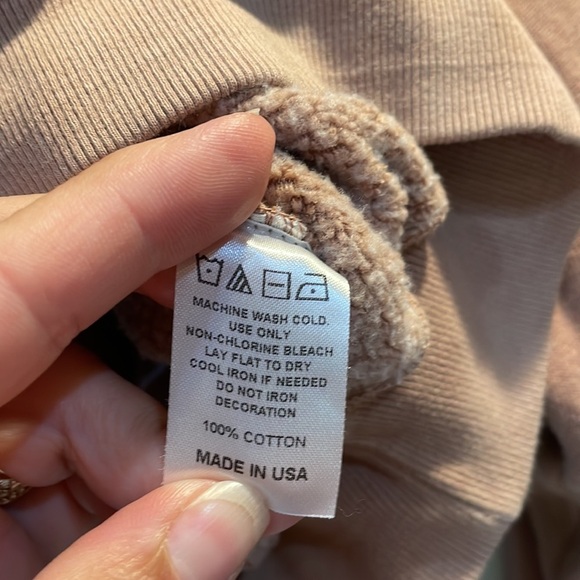 MACHINE WASH COLD.
USE ONLY
NON-CHLORINE BLEACH
LAY FLAT TO DRY
COOL IRON IF NEEDED
DO NOT IRON
DECORATION
100% COTTON
MADE IN USA